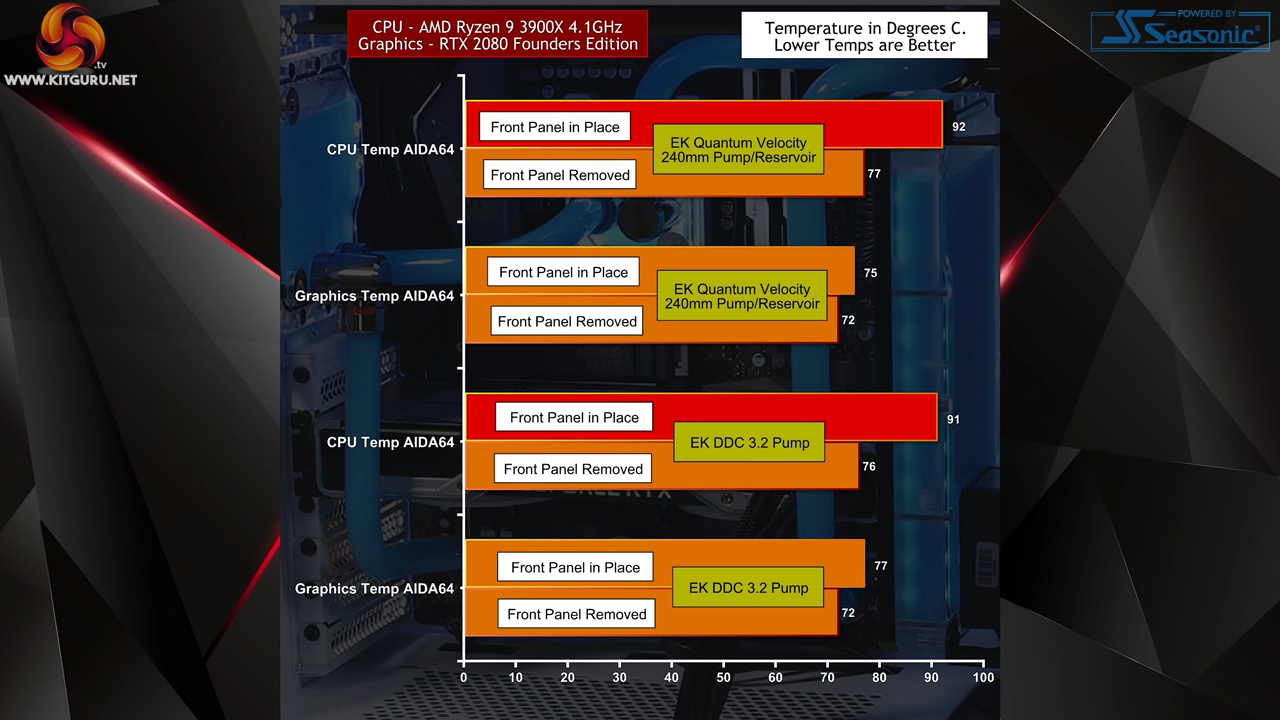 CPU - AMD Ryzen 9 3900X 4.1GHz
Graphics - RTX 2080 Founders Edition
Temperature in Degrees C.
Lower Temps are Better
POWERED BY
Seasonic
.tv
WWW.KITGURU.NET
CPU Temp AIDA64
Front Panel in Place
92
EK Quantum Velocity
240mm Pump/Reservoir
Front Panel Removed
77
Graphics Temp AIDA64
Front Panel in Place
75
EK Quantum Velocity
240mm Pump/Reservoir
Front Panel Removed
72
CPU Temp AIDA64
Front Panel in Place
91
EK DDC 3.2 Pump
Front Panel Removed
76
Graphics Temp AIDA64
Front Panel in Place
77
EK DDC 3.2 Pump
Front Panel Removed
72
0 10 20 30 40 50 60 70 80 90 100